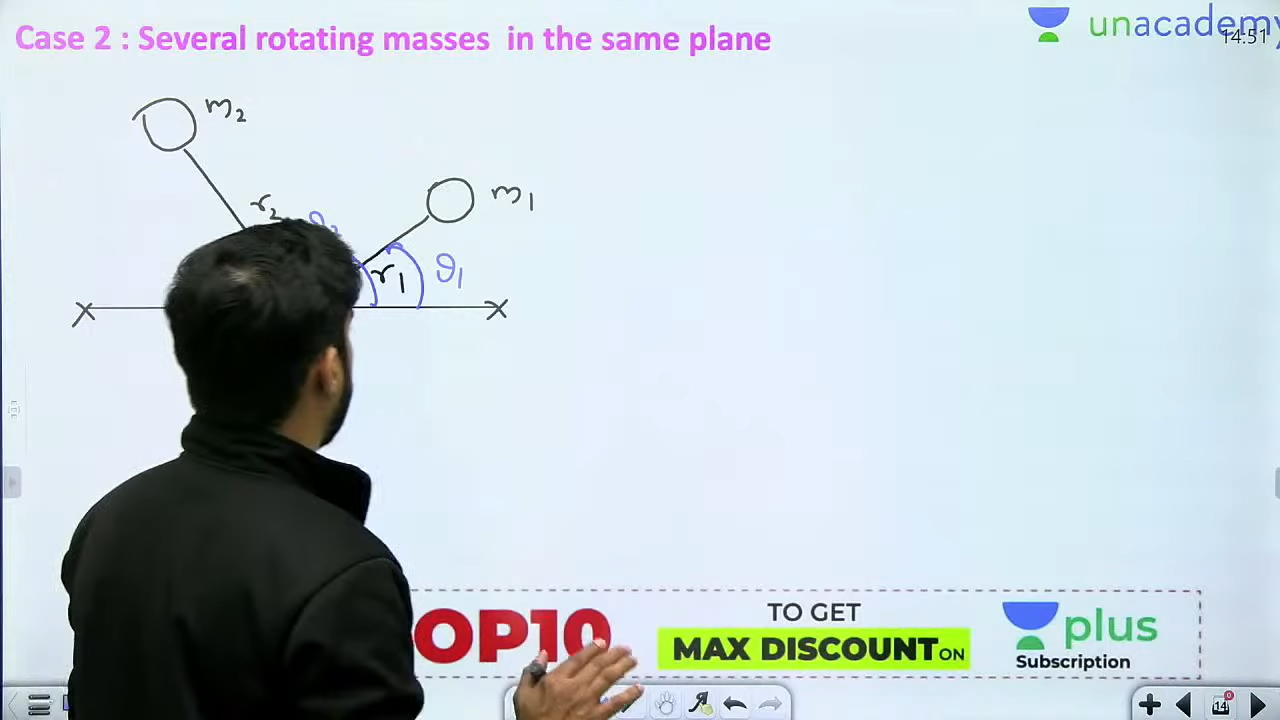 Case 2 : Several rotating masses in the same plane
unacademy
14:51
m2
m1
r2
r1
θ1
x
x
OP10
TO GET
MAX DISCOUNT ON
plus
Subscription
14